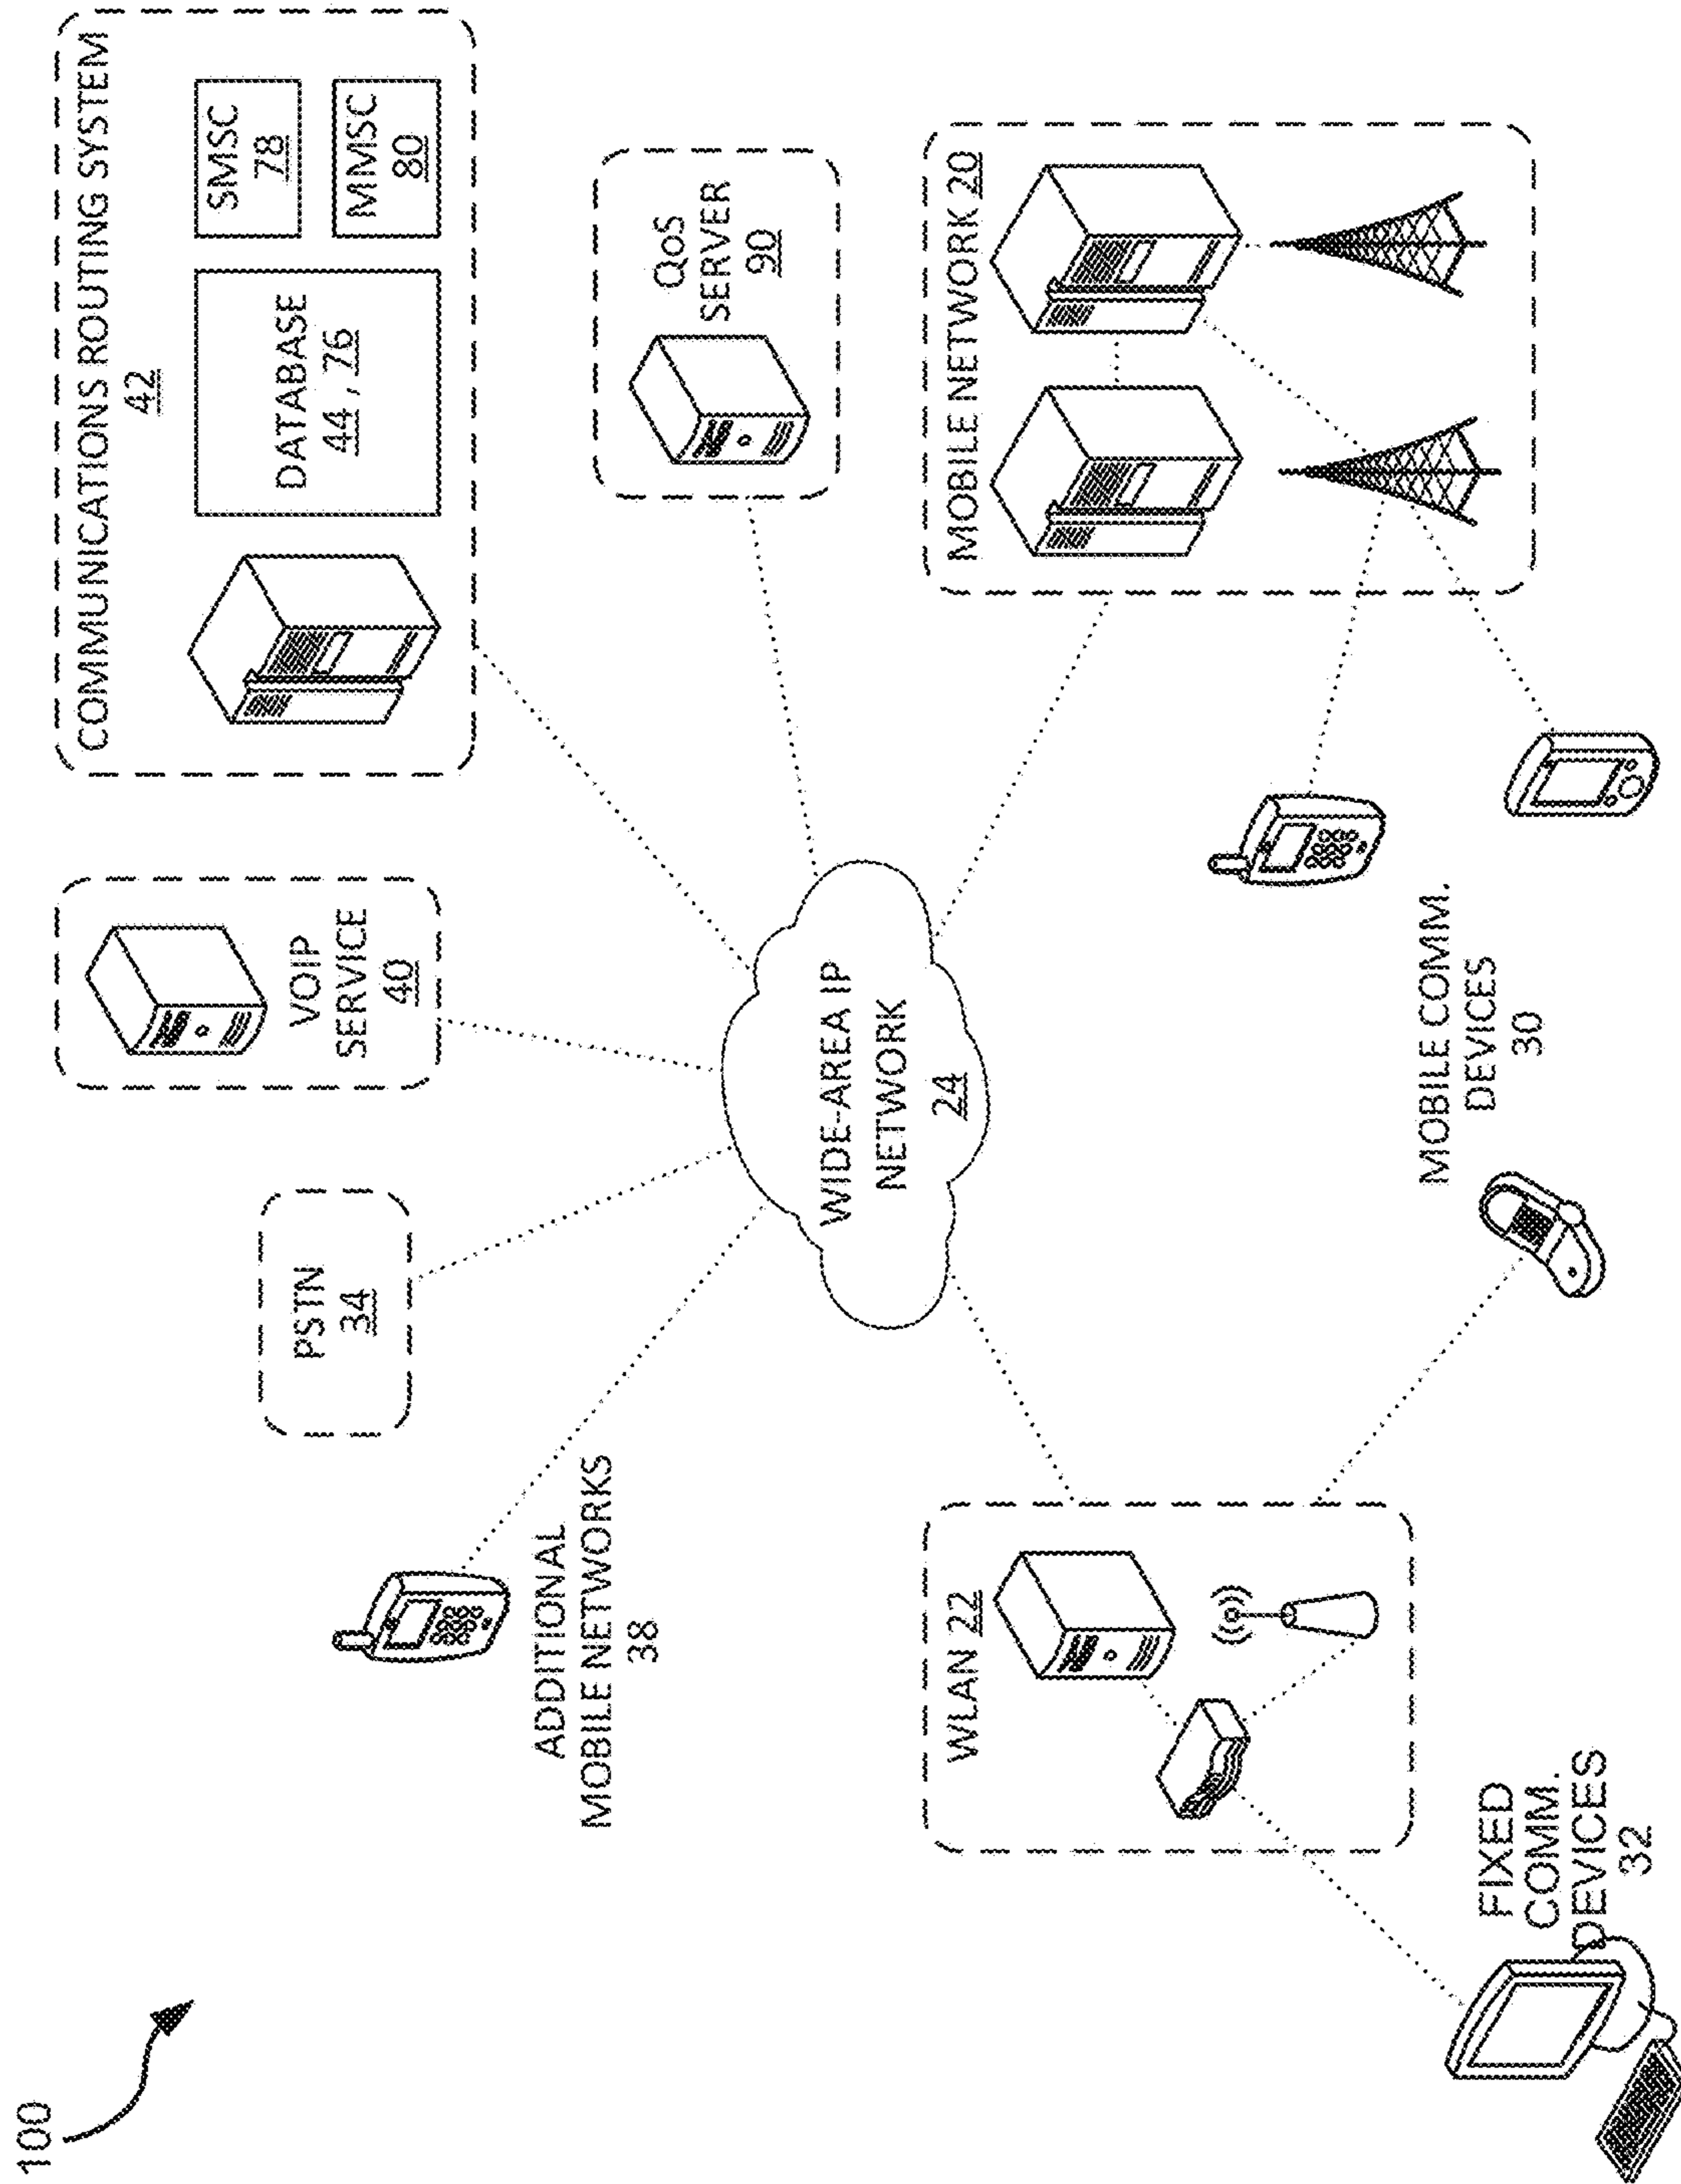 100
COMMUNICATIONS ROUTING SYSTEM
42
DATABASE
44, 76
SMSC
78
MMSC
80
VOIP
SERVICE
40
PSTN
34
ADDITIONAL
MOBILE NETWORKS
38
QoS
SERVER
90
WIDE-AREA IP
NETWORK
24
WLAN 22
MOBILE NETWORK 20
MOBILE COMM.
DEVICES
30
FIXED
COMM.
DEVICES
32